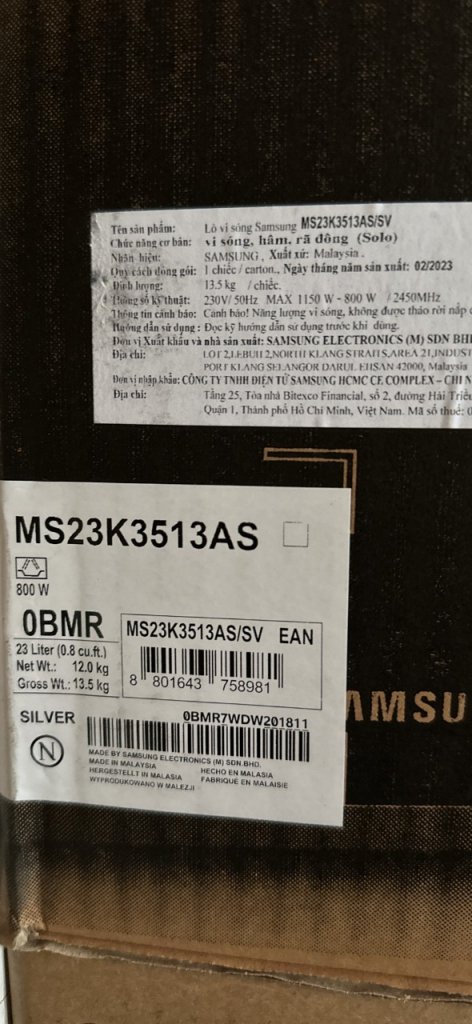 Tên sản phẩm: Lò vi sóng Samsung MS23K3513AS/SV
Chức năng cơ bản: vi sóng, hâm, rã đông (Solo)
Nhãn hiệu: SAMSUNG, Xuất xứ: Malaysia.
Quy cách đóng gói: 1 chiếc / carton., Ngày tháng năm sản xuất: 02/2023
Định lượng: 13.5 kg /chiếc.
Thông số kỹ thuật: 230V/ 50Hz MAX 1150 W - 800 W / 2450MHz
Thông tin cảnh báo: Cảnh báo! Năng lượng vi sóng, không được tháo rời nắp
Hướng dẫn sử dụng : Đọc kỹ hướng dẫn sử dụng trước khi dùng.
Đơn vị Xuất khẩu và nhà sản xuất: SAMSUNG ELECTRONICS (M) SDN BH
Địa chỉ: LOT 2,LEBUH 2,NORTH KLANG STRAITS,AREA 21,INDUST
PORT KLANG SELANGOR DARUL EHSAN 42000, Malaysia
Đơn vị nhập khẩu: CÔNG TY TNHH ĐIỆN TỬ SAMSUNG HCMC CE COMPLEX – CHI N
Địa chỉ: Tầng 25, Tòa nhà Bitexco Financial, số 2, đường Hải Triề
Quận 1, Thành phố Hồ Chí Minh, Việt Nam. Mã số thuế: 0
MS23K3513AS
800 W
0BMR
MS23K3513AS/SV EAN
23 Liter (0.8 cu.ft.)
Net Wt.: 12.0 kg
Gross Wt.: 13.5 kg
8 801643 758981
SILVER
0BMR7WDW201811
N
MADE BY SAMSUNG ELECTRONICS (M) SDN.BHD.
MADE IN MALAYSIA HECHO EN MALASIA
HERGESTELLT IN MALASIA FABRIQUE EN MALAISIE
WYPRODUKOWANO W MALEZJI
AMSU